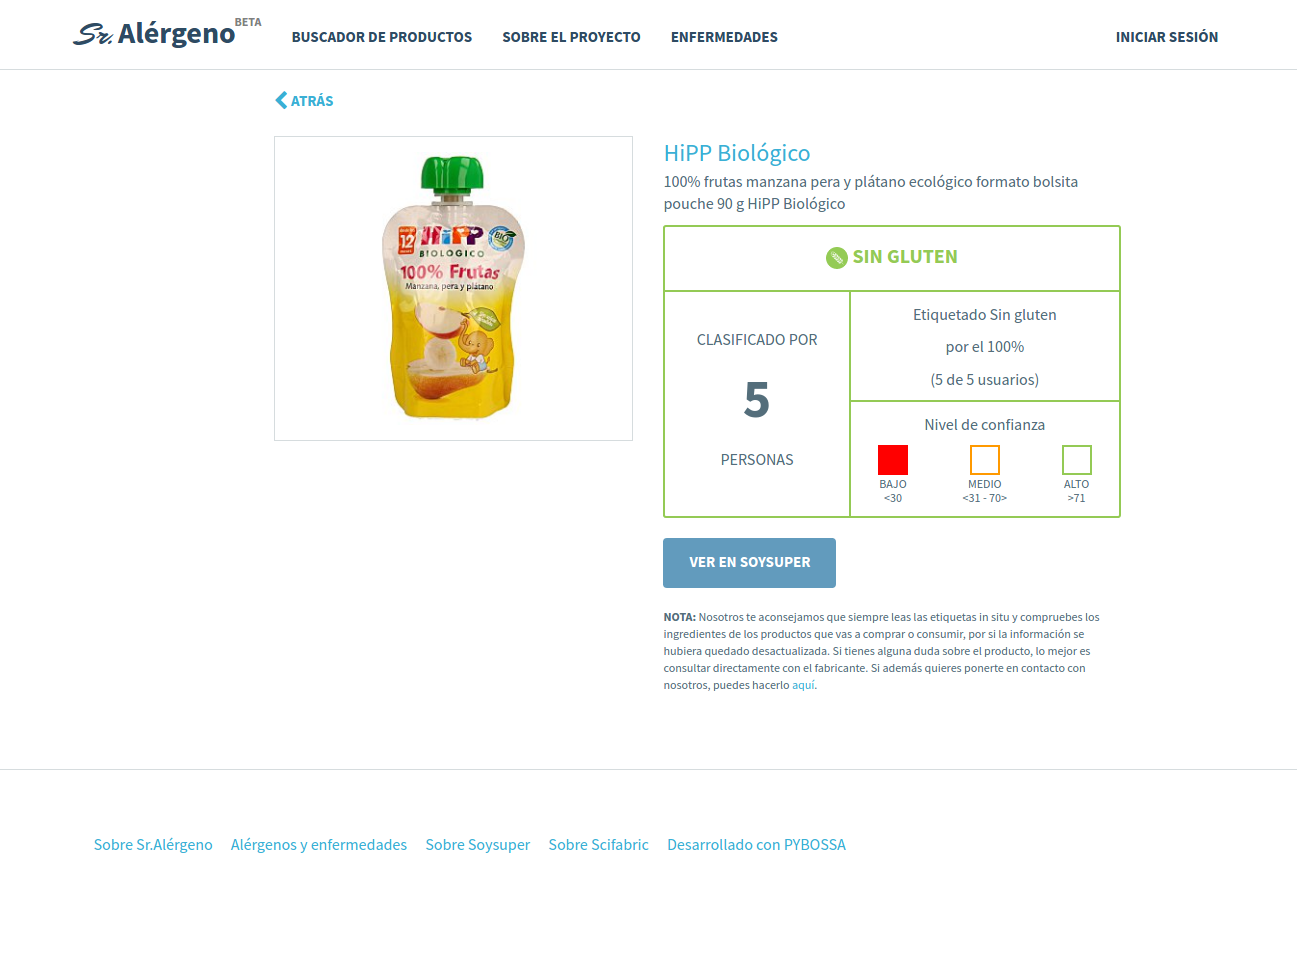 Sr. Alérgeno BETA
BUSCADOR DE PRODUCTOS
SOBRE EL PROYECTO
ENFERMEDADES
INICIAR SESIÓN
ATRÁS
12
HiPP
BIO
BIOLOGICO
100% Frutas
Manzana, pera y plátano
HiPP Biológico
100% frutas manzana pera y plátano ecológico formato bolsita
pouche 90 g HiPP Biológico
SIN GLUTEN
CLASIFICADO POR
5
PERSONAS
Etiquetado Sin gluten
por el 100%
(5 de 5 usuarios)
Nivel de confianza
BAJO
<30
MEDIO
<31 - 70>
ALTO
>71
VER EN SOYSUPER
NOTA: Nosotros te aconsejamos que siempre leas las etiquetas in situ y compruebes los
ingredientes de los productos que vas a comprar o consumir, por si la información se
hubiera quedado desactualizada. Si tienes alguna duda sobre el producto, lo mejor es
consultar directamente con el fabricante. Si además quieres ponerte en contacto con
nosotros, puedes hacerlo aquí.
Sobre Sr.Alérgeno
Alérgenos y enfermedades
Sobre Soysuper
Sobre Scifabric
Desarrollado con PYBOSSA